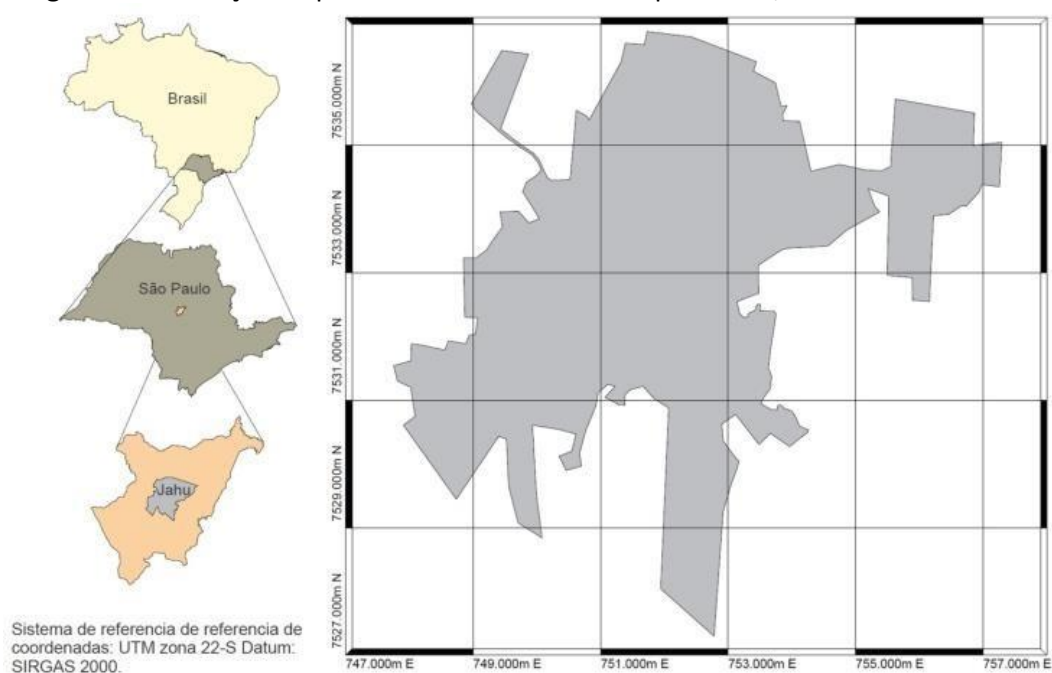 Brasil
São Paulo
Jahu
Sistema de referencia de referencia de
coordenadas: UTM zona 22-S Datum:
SIRGAS 2000.
7535.000m N
7533.000m N
7531.000m N
7529.000m N
7527.000m N
747.000m E
749.000m E
751.000m E
753.000m E
755.000m E
757.000m E